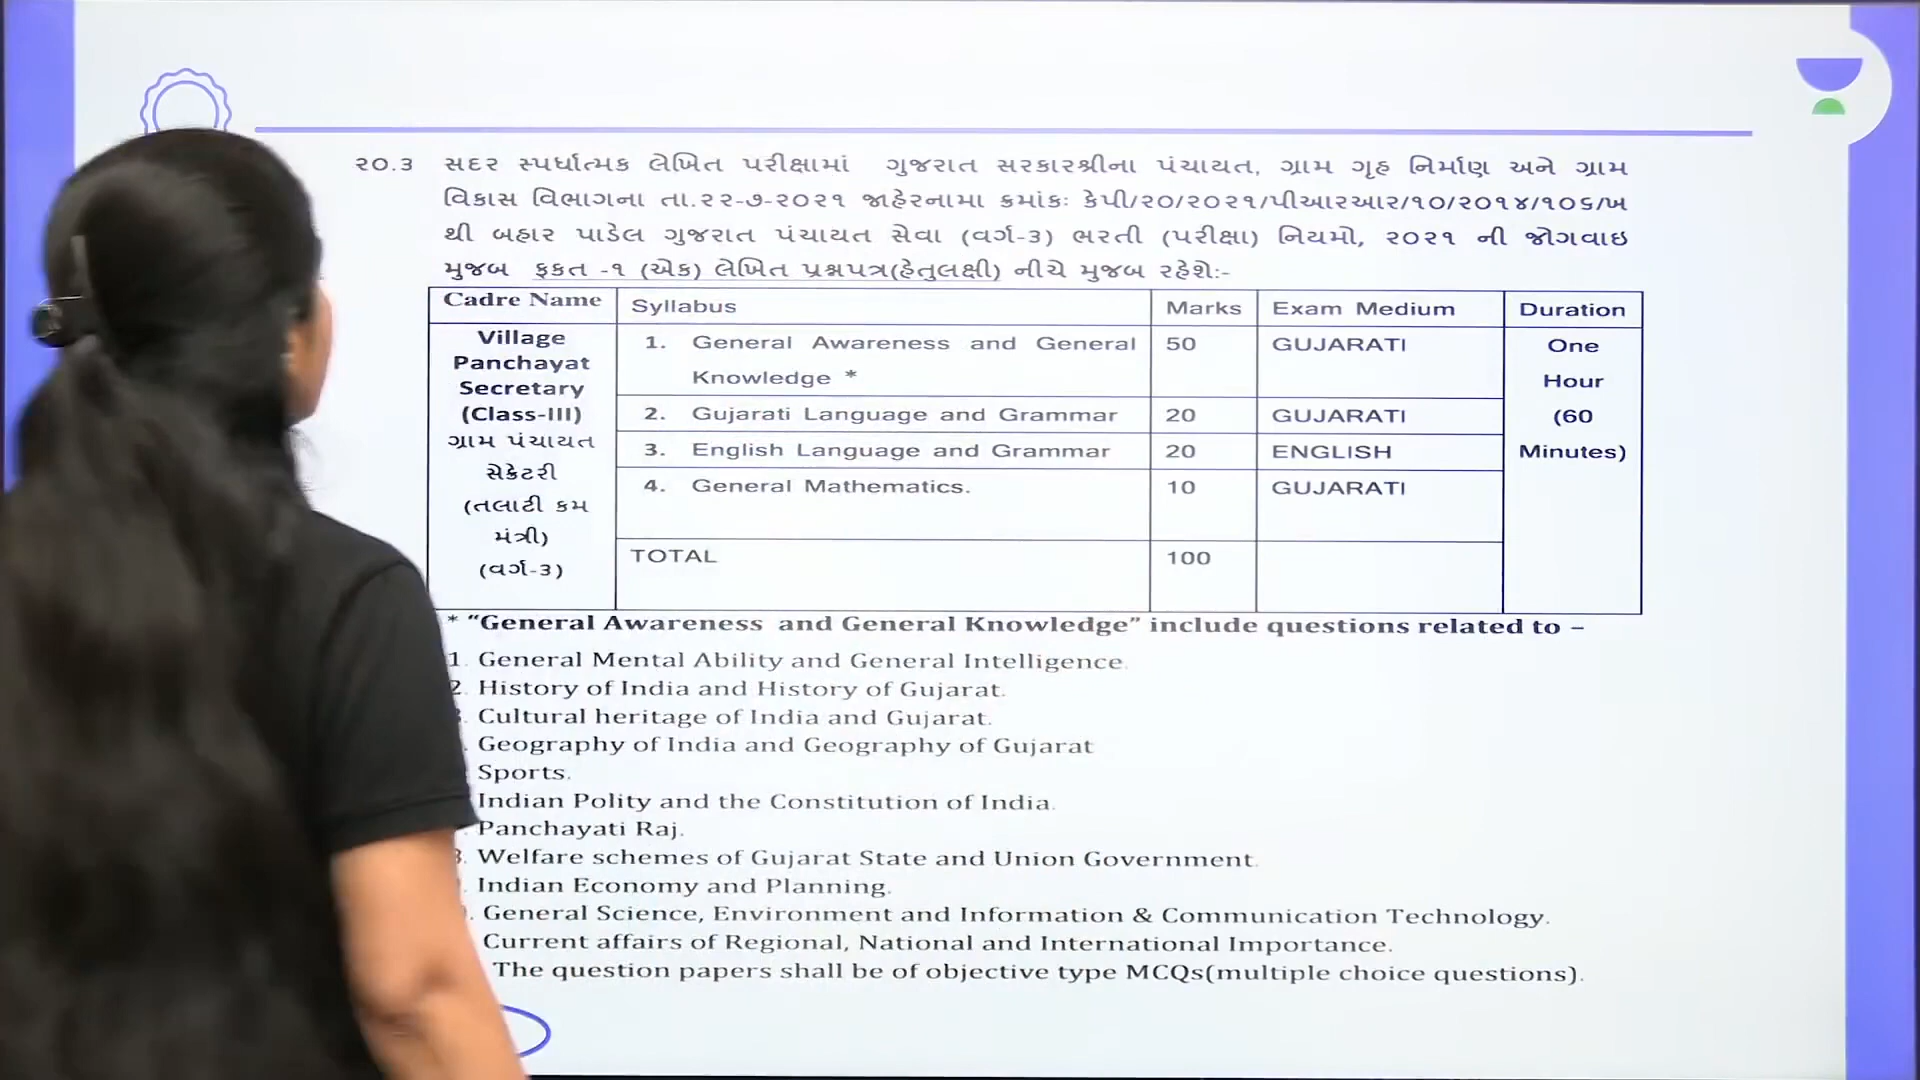 ૨૦.૩ સદર સ્પર્ધાત્મક લેખિત પરીક્ષામાં ગુજરાત સરકારશ્રીના પંચાયત, ગ્રામ ગૃહ નિર્માણ અને ગ્રામ
વિકાસ વિભાગના તા.૨૨-૭-૨૦૨૧ જાહેરનામા ક્રમાંકઃ કેપી/૨૦/૨૦૨૧/પીઆરઆર/૧૦/૨૦૧૪/૧૦૬/ખ
થી બહાર પાડેલ ગુજરાત પંચાયત સેવા (વર્ગ-૩) ભરતી (પરીક્ષા) નિયમો, ૨૦૨૧ ની જોગવાઇ
મુજબ ફકત -૧ (એક) લેખિત પ્રશ્નપત્ર(હેતુલક્ષી) નીચે મુજબ રહેશેઃ-
Cadre Name Syllabus Marks Exam Medium Duration
Village
Panchayat
Secretary
(Class-III)
ગ્રામ પંચાયત
સેક્રેટરી
(તલાટી કમ
મંત્રી)
(વર્ગ-૩)
1. General Awareness and General 50 GUJARATI
Knowledge *
2. Gujarati Language and Grammar 20 GUJARATI
3. English Language and Grammar 20 ENGLISH
4. General Mathematics. 10 GUJARATI
TOTAL 100
One
Hour
(60
Minutes)
* “General Awareness and General Knowledge” include questions related to –
1. General Mental Ability and General Intelligence.
2. History of India and History of Gujarat.
Cultural heritage of India and Gujarat.
Geography of India and Geography of Gujarat
Sports.
Indian Polity and the Constitution of India.
Panchayati Raj.
8. Welfare schemes of Gujarat State and Union Government.
Indian Economy and Planning.
General Science, Environment and Information & Communication Technology.
Current affairs of Regional, National and International Importance.
The question papers shall be of objective type MCQs(multiple choice questions).